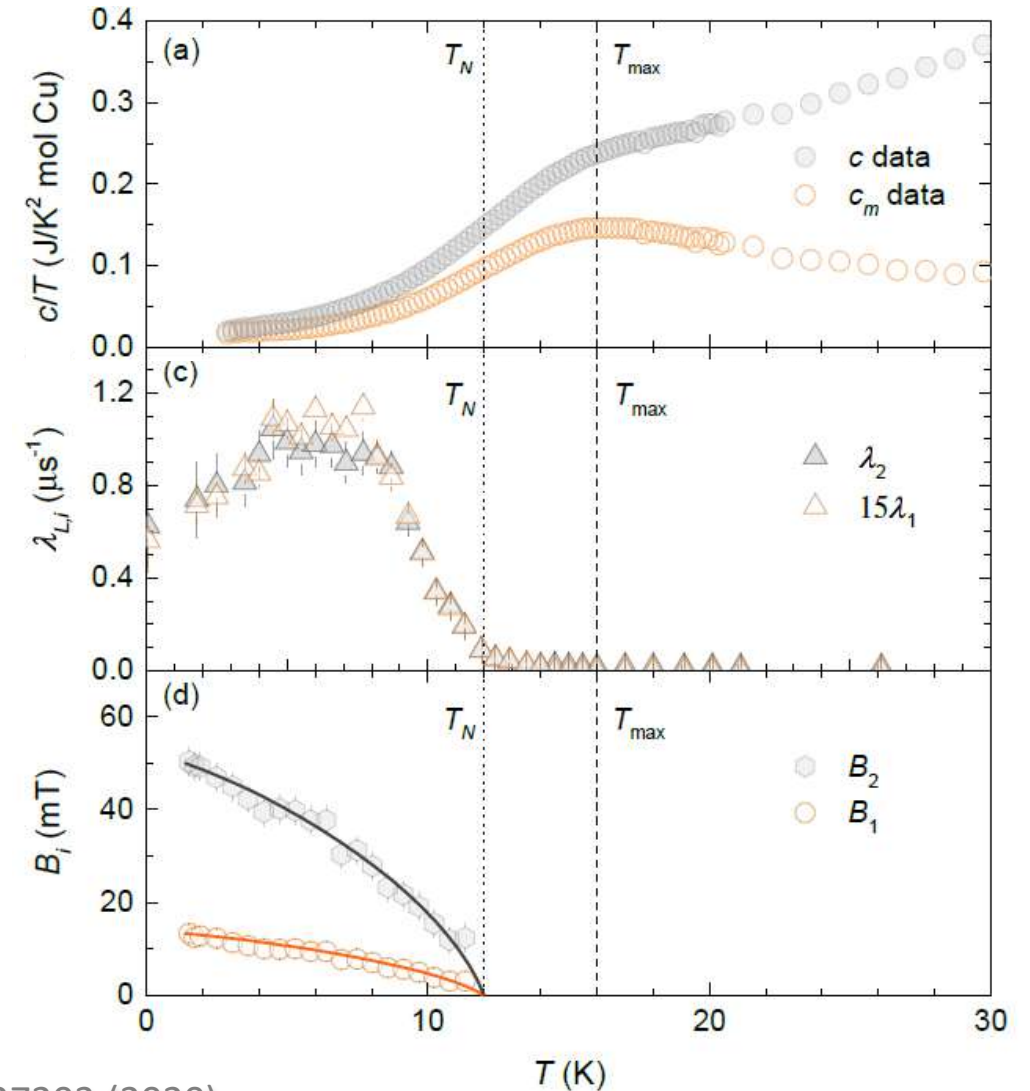 (a)
T_N
T_max
c data
c_m data
c/T (J/K² mol Cu)
0.4
0.3
0.2
0.1
0.0
(c)
T_N
T_max
λ_2
15λ_1
λ_L,i (μs⁻¹)
1.2
0.8
0.4
0.0
(d)
T_N
T_max
B_2
B_1
B_i (mT)
60
40
20
0
0 10 20 30
T (K)